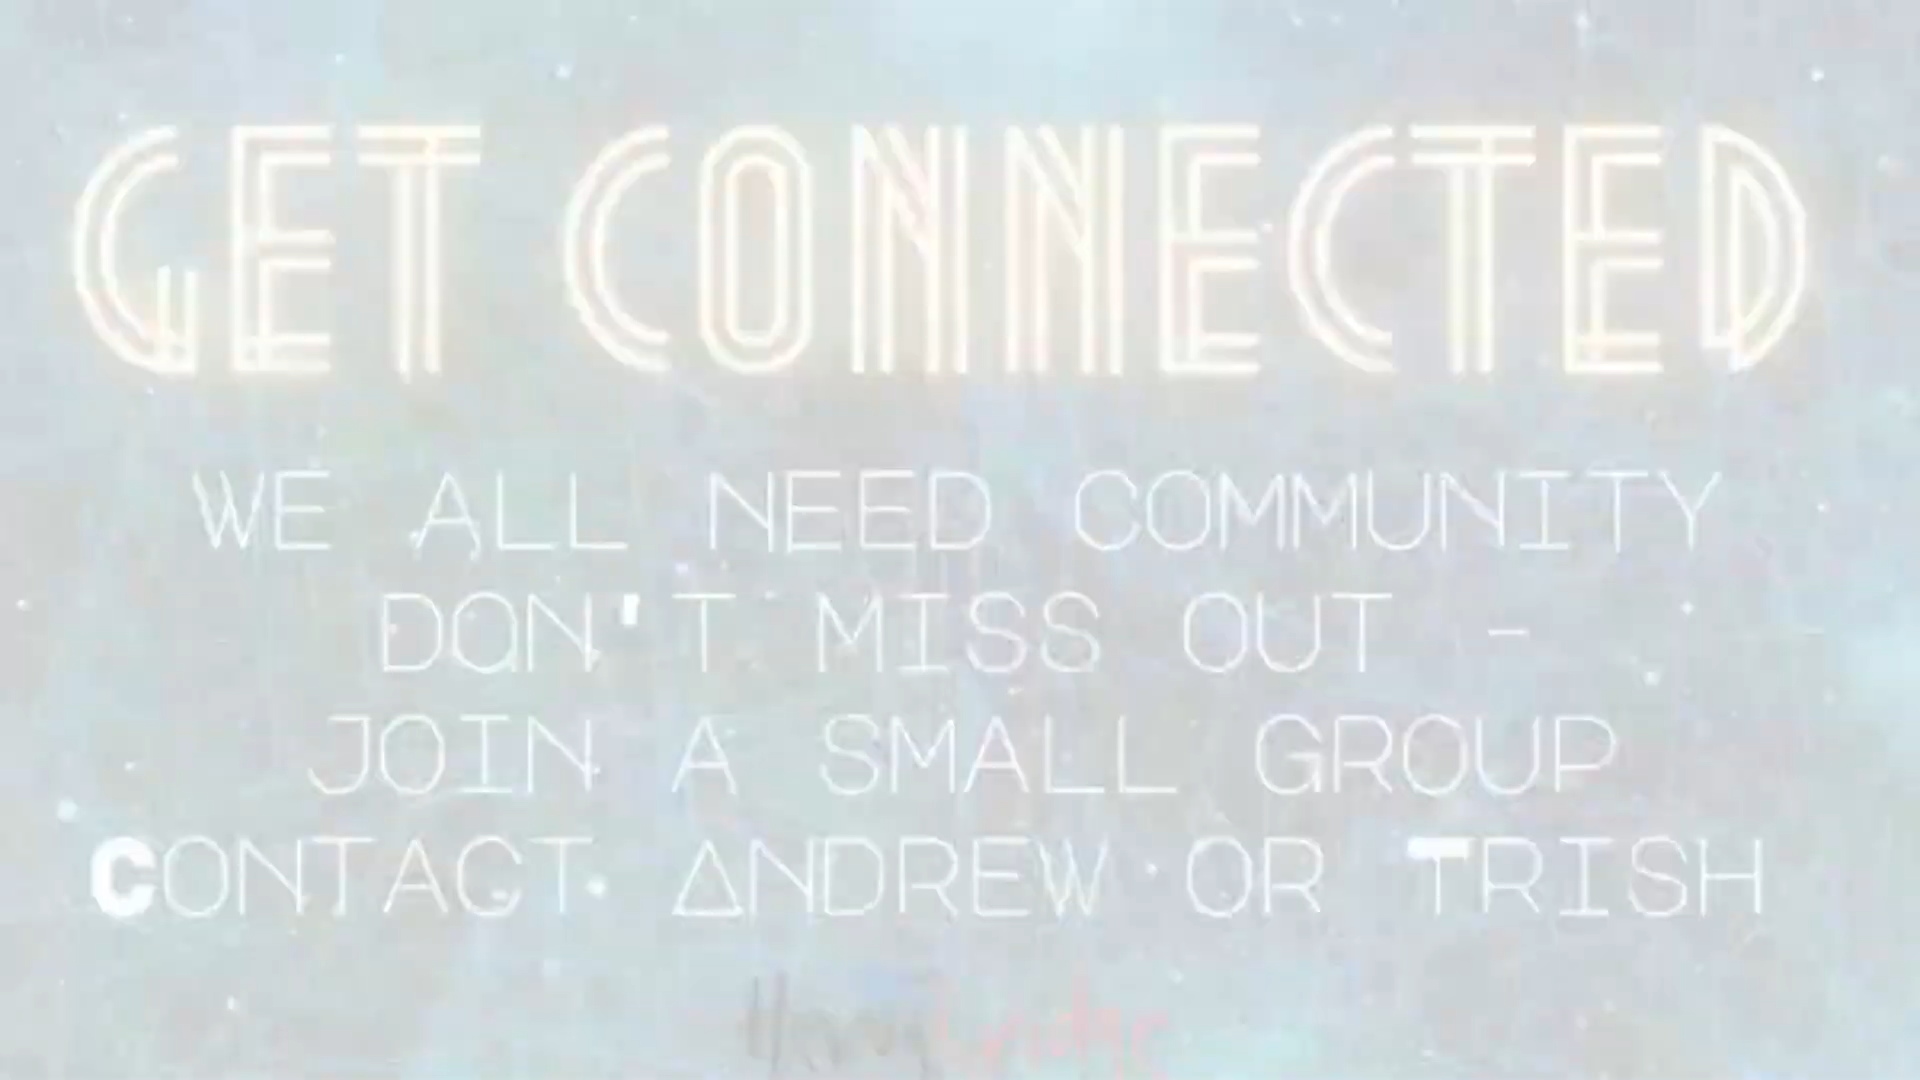 GET CONNECTED
WE ALL NEED COMMUNITY
DON'T MISS OUT -
JOIN A SMALL GROUP
CONTACT ANDREW OR TRISH